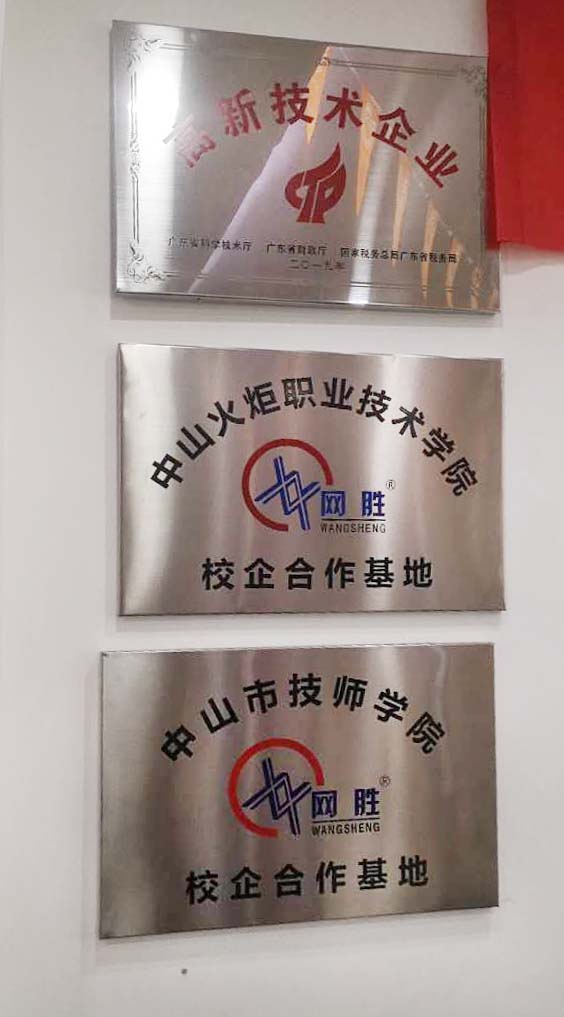 高新技术企业
广东省科学技术厅 广东省财政厅 国家税务总局广东省税务局
二〇一九年
中山火炬职业技术学院
网胜®
WANGSHENG
校企合作基地
中山市技师学院
网胜®
WANGSHENG
校企合作基地